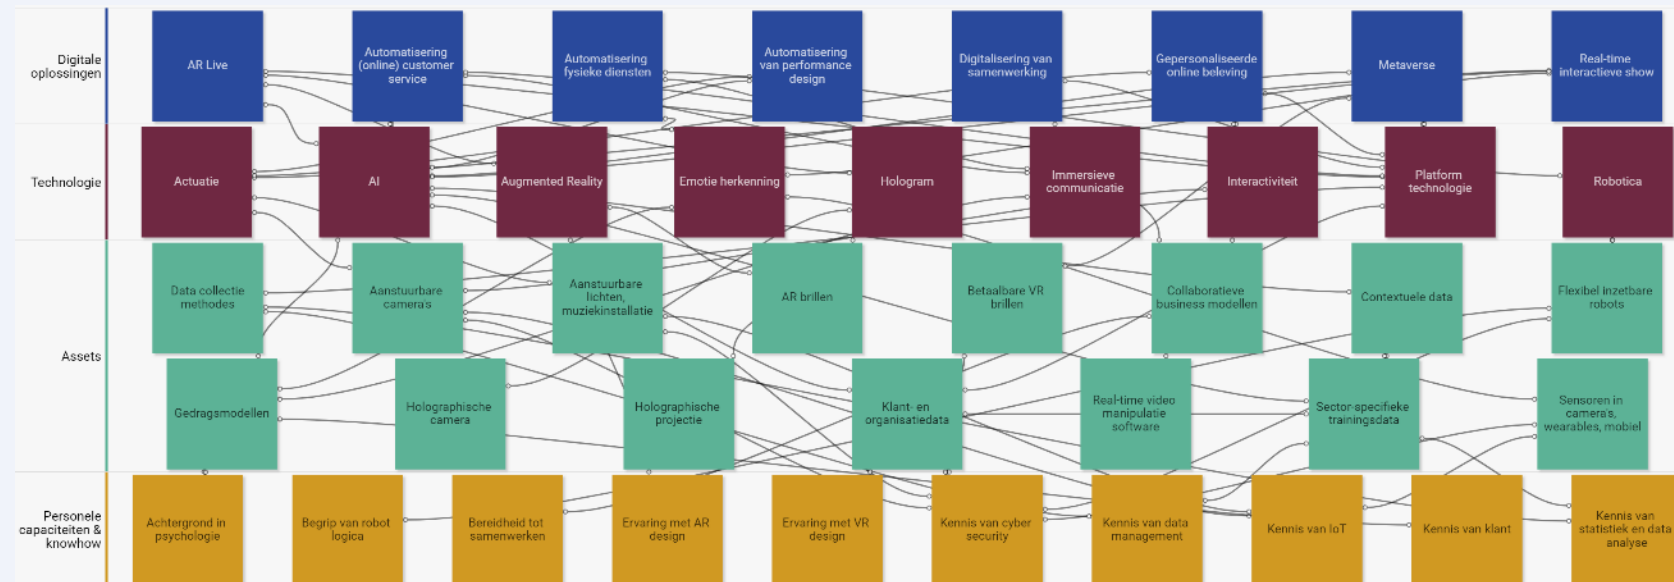 Digitale
oplossingen
AR Live
Automatisering
(online) customer
service
Automatisering
fysieke diensten
Automatisering
van performance
design
Digitalisering van
samenwerking
Gepersonaliseerde
online beleving
Metaverse
Real-time
interactieve show
Technologie
Actuatie
AI
Augmented Reality
Emotie herkenning
Hologram
Immersieve
communicatie
Interactiviteit
Platform
technologie
Robotica
Assets
Data collectie
methodes
Aanstuurbare
camera's
Aanstuurbare
lichten,
muziekinstallatie
AR brillen
Betaalbare VR
brillen
Collaboratieve
business modellen
Contextuele data
Flexibel inzetbare
robots
Gedragsmodellen
Holographische
camera
Holographische
projectie
Klant- en
organisatiedata
Real-time video
manipulatie
software
Sector-specifieke
trainingsdata
Sensoren in
camera's,
wearables, mobiel
Personele
capaciteiten &
knowhow
Achtergrond in
psychologie
Begrip van robot
logica
Bereidheid tot
samenwerken
Ervaring met AR
design
Ervaring met VR
design
Kennis van cyber
security
Kennis van data
management
Kennis van IoT
Kennis van klant
Kennis van
statistiek en data
analyse